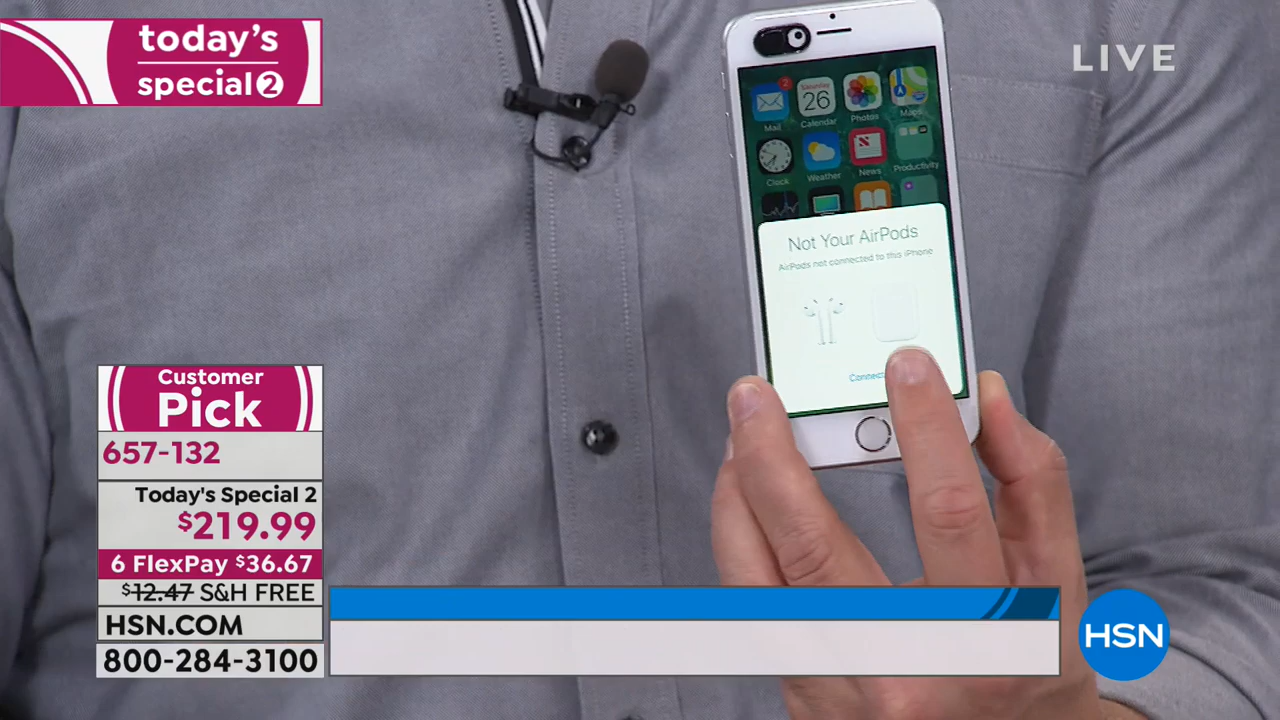 today's
special 2
LIVE
2
Saturday
26
Mail
Calendar
Photos
Maps
Clock
Weather
News
Productivity
Not Your AirPods
AirPods not connected to this iPhone
Connect
Customer
Pick
657-132
Today's Special 2
$219.99
6 FlexPay $36.67
$12.47 S&H FREE
HSN.COM
800-284-3100
HSN